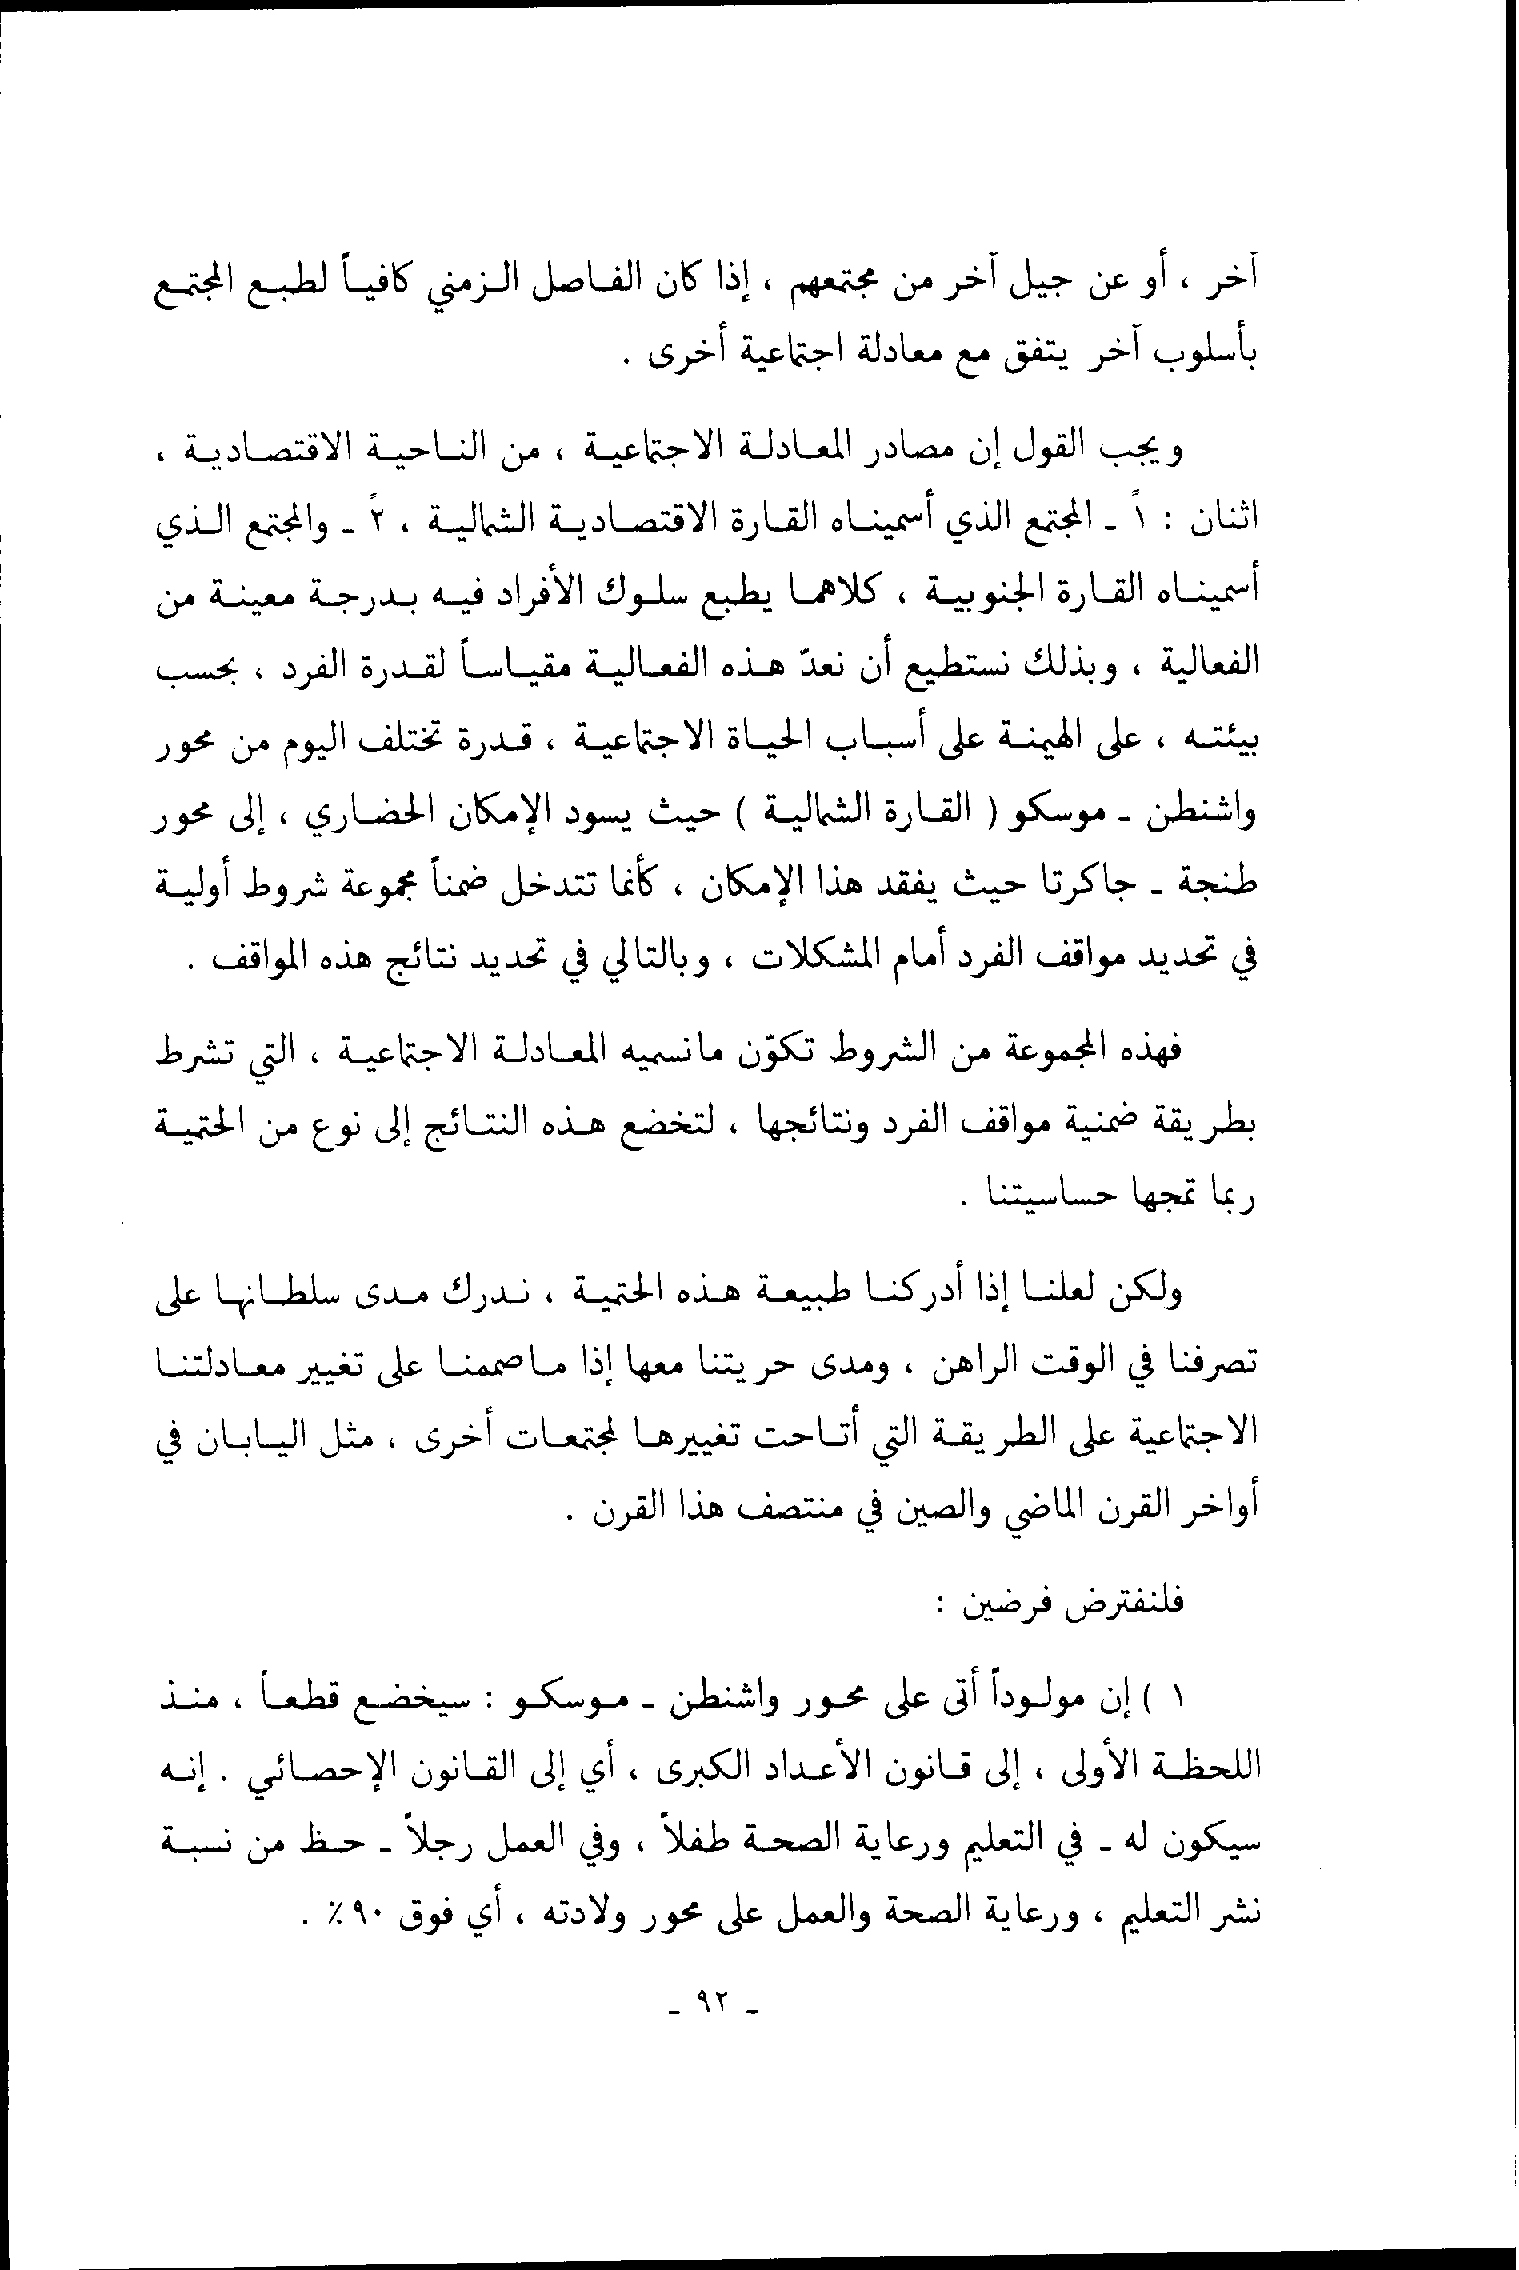 آخر ، أو عن جيل آخر من مجتمعهم ، إذا كان الفاصل الزمني كافياً لطبع المجتمع
بأسلوب آخر يتفق مع معادلة اجتماعية أخرى .
ويجب القول إن مصادر المعادلة الاجتماعية ، من الناحية الاقتصادية ،
اثنان : ١ً ـ المجتمع الذي أسميناه القارة الاقتصادية الشمالية ، ٢ً ـ والمجتمع الذي
أسميناه القارة الجنوبية ، كلاهما يطبع سلوك الأفراد فيه بدرجة معينة من
الفعالية ، وبذلك نستطيع أن نعدّ هذه الفعالية مقياساً لقدرة الفرد ، بحسب
بيئته ، على الهيمنة على أسباب الحياة الاجتماعية ، قدرة تختلف اليوم من محور
واشنطن ـ موسكو ( القارة الشمالية ) حيث يسود الإمكان الحضاري ، إلى محور
طنجة ـ جاكرتا حيث يفقد هذا الإمكان ، كأنما تتدخل ضمناً مجموعة شروط أولية
في تحديد مواقف الفرد أمام المشكلات ، وبالتالي في تحديد نتائج هذه المواقف .
فهذه المجموعة من الشروط تكوّن مانسميه المعادلة الاجتماعية ، التي تشرط
بطريقة ضمنية مواقف الفرد ونتائجها ، لتخضع هذه النتائج إلى نوع من الحتمية
ربما تمجها حساسيتنا .
ولكن لعلنا إذا أدركنا طبيعة هذه الحتمية ، ندرك مدى سلطانها على
تصرفنا في الوقت الراهن ، ومدى حريتنا معها إذا ماصممنا على تغيير معادلتنا
الاجتماعية على الطريقة التي أتاحت تغييرها لمجتمعات أخرى ، مثل اليابان في
أواخر القرن الماضي والصين في منتصف هذا القرن .
فلنفترض فرضين :
١ ) إن مولوداً أتى على محور واشنطن ـ موسكو : سيخضع قطعاً ، منذ
اللحظة الأولى ، إلى قانون الأعداد الكبرى ، أي إلى القانون الإحصائي . إنه
سيكون له ـ في التعليم ورعاية الصحة طفلاً ، وفي العمل رجلاً ـ حظ من نسبة
نشر التعليم ، ورعاية الصحة والعمل على محور ولادته ، أي فوق ٩٠٪ .
ـ ٩٢ ـ